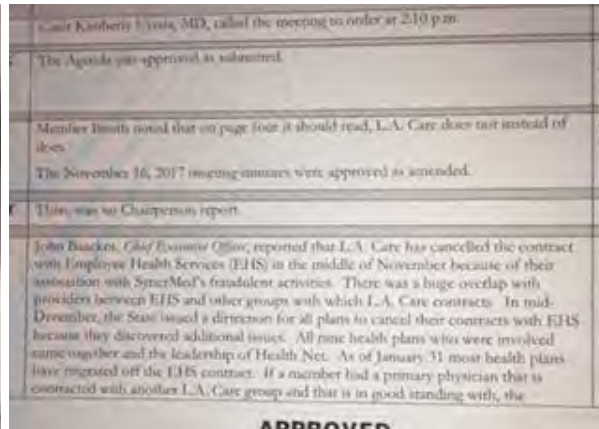 Chair Kimberly Uyeda, MD, called the meeting to order at 2:10 p.m.
The Agenda was approved as submitted.
Member Booth noted that on page four it should read, L.A. Care does not instead of
does.
The November 16, 2017 meeting minutes were approved as amended.
There was no Chairperson report.
John Baackes, Chief Executive Officer, reported that L.A. Care has cancelled the contract
with Employee Health Services (EHS) in the middle of November because of their
association with SynerMed's fraudulent activities. There was a huge overlap with
providers between EHS and other groups with which L.A. Care contracts. In mid-
December, the State issued a direction for all plans to cancel their contracts with EHS
because they discovered additional issues. All nine health plans who were involved
came together and the leadership of Health Net. As of January 31 most health plans
have migrated off the EHS contract. If a member had a primary physician that is
contracted with another L.A. Care group and that is in good standing with, the
APPROVED